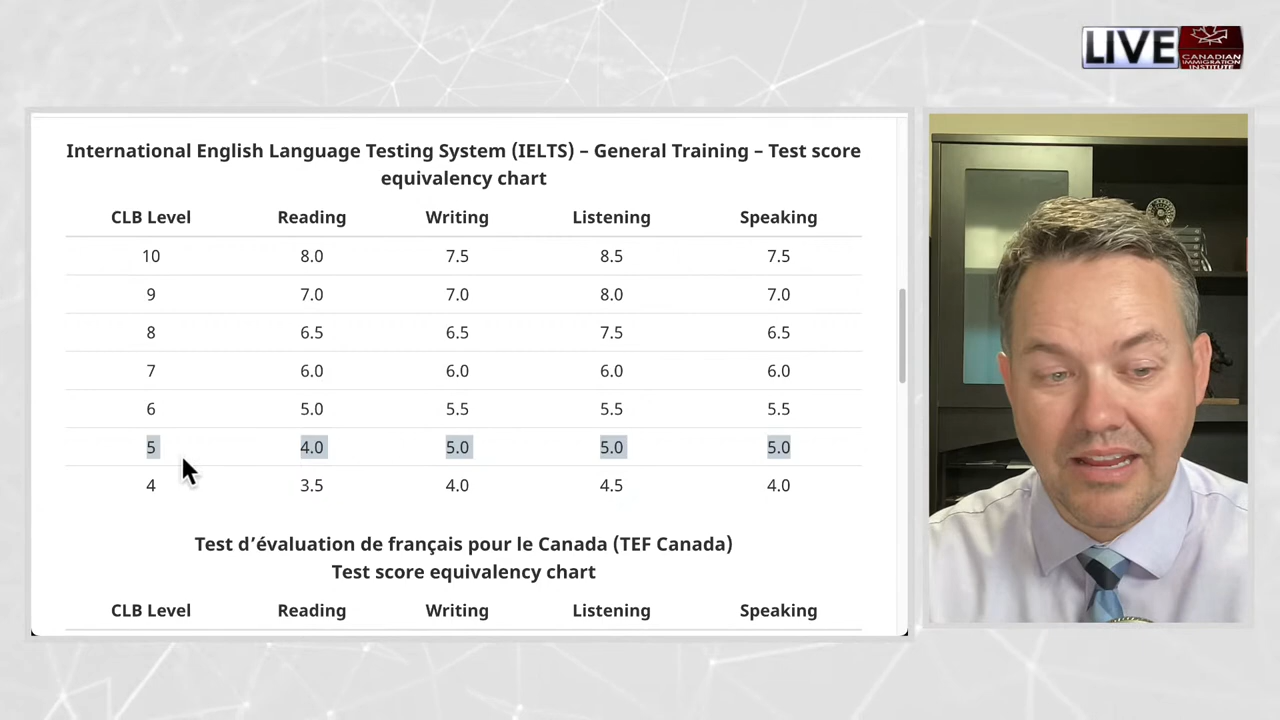 LIVE
CANADIAN
IMMIGRATION
INSTITUTE
International English Language Testing System (IELTS) – General Training – Test score
equivalency chart
CLB Level Reading Writing Listening Speaking
10 8.0 7.5 8.5 7.5
9 7.0 7.0 8.0 7.0
8 6.5 6.5 7.5 6.5
7 6.0 6.0 6.0 6.0
6 5.0 5.5 5.5 5.5
5 4.0 5.0 5.0 5.0
4 3.5 4.0 4.5 4.0
Test d’évaluation de français pour le Canada (TEF Canada)
Test score equivalency chart
CLB Level Reading Writing Listening Speaking